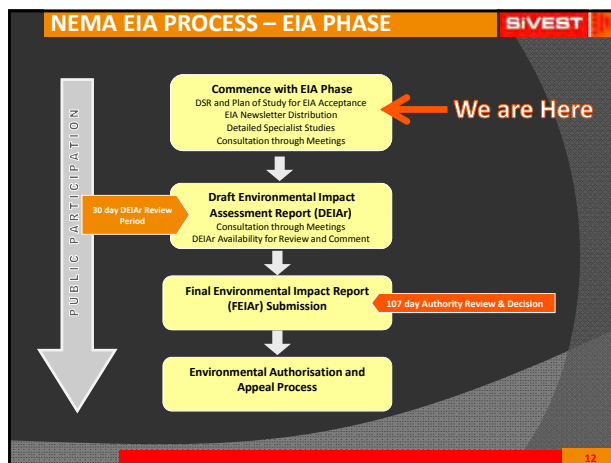 NEMA EIA PROCESS – EIA PHASE
SiVEST
PUBLIC PARTICIPATION
Commence with EIA Phase
DSR and Plan of Study for EIA Acceptance
EIA Newsletter Distribution
Detailed Specialist Studies
Consultation through Meetings
We are Here
30 day DEIAr Review
Period
Draft Environmental Impact
Assessment Report (DEIAr)
Consultation through Meetings
DEIAr Availability for Review and Comment
Final Environmental Impact Report
(FEIAr) Submission
107 day Authority Review & Decision
Environmental Authorisation and
Appeal Process
12